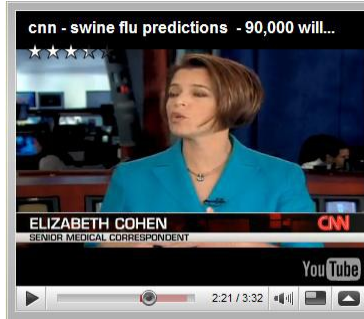 cnn - swine flu predictions - 90,000 will...
ELIZABETH COHEN
CNN
SENIOR MEDICAL CORRESPONDENT
YouTube
2:21 / 3:32